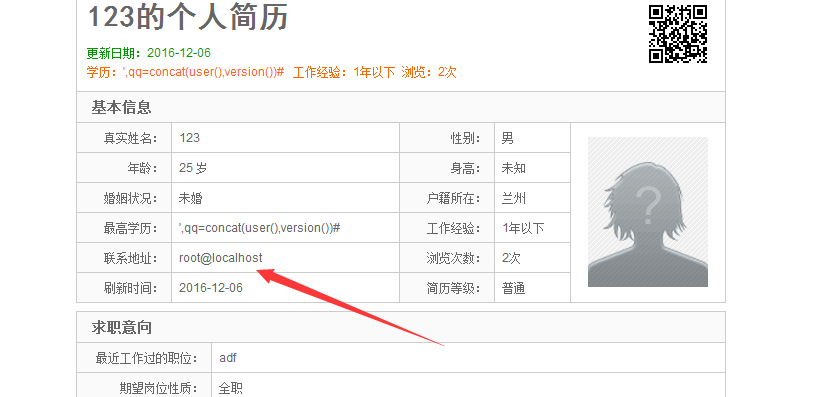 123的个人简历
更新日期：2016-12-06
学历：',qq=concat(user(),version())# 工作经验：1年以下 浏览：2次
基本信息
真实姓名： 123 性别： 男
年龄： 25 岁 身高： 未知
婚姻状况： 未婚 户籍所在： 兰州
最高学历： ',qq=concat(user(),version())# 工作经验： 1年以下
联系地址： root@localhost 浏览次数： 2次
刷新时间： 2016-12-06 简历等级： 普通
?
求职意向
最近工作过的职位： adf
期望岗位性质： 全职